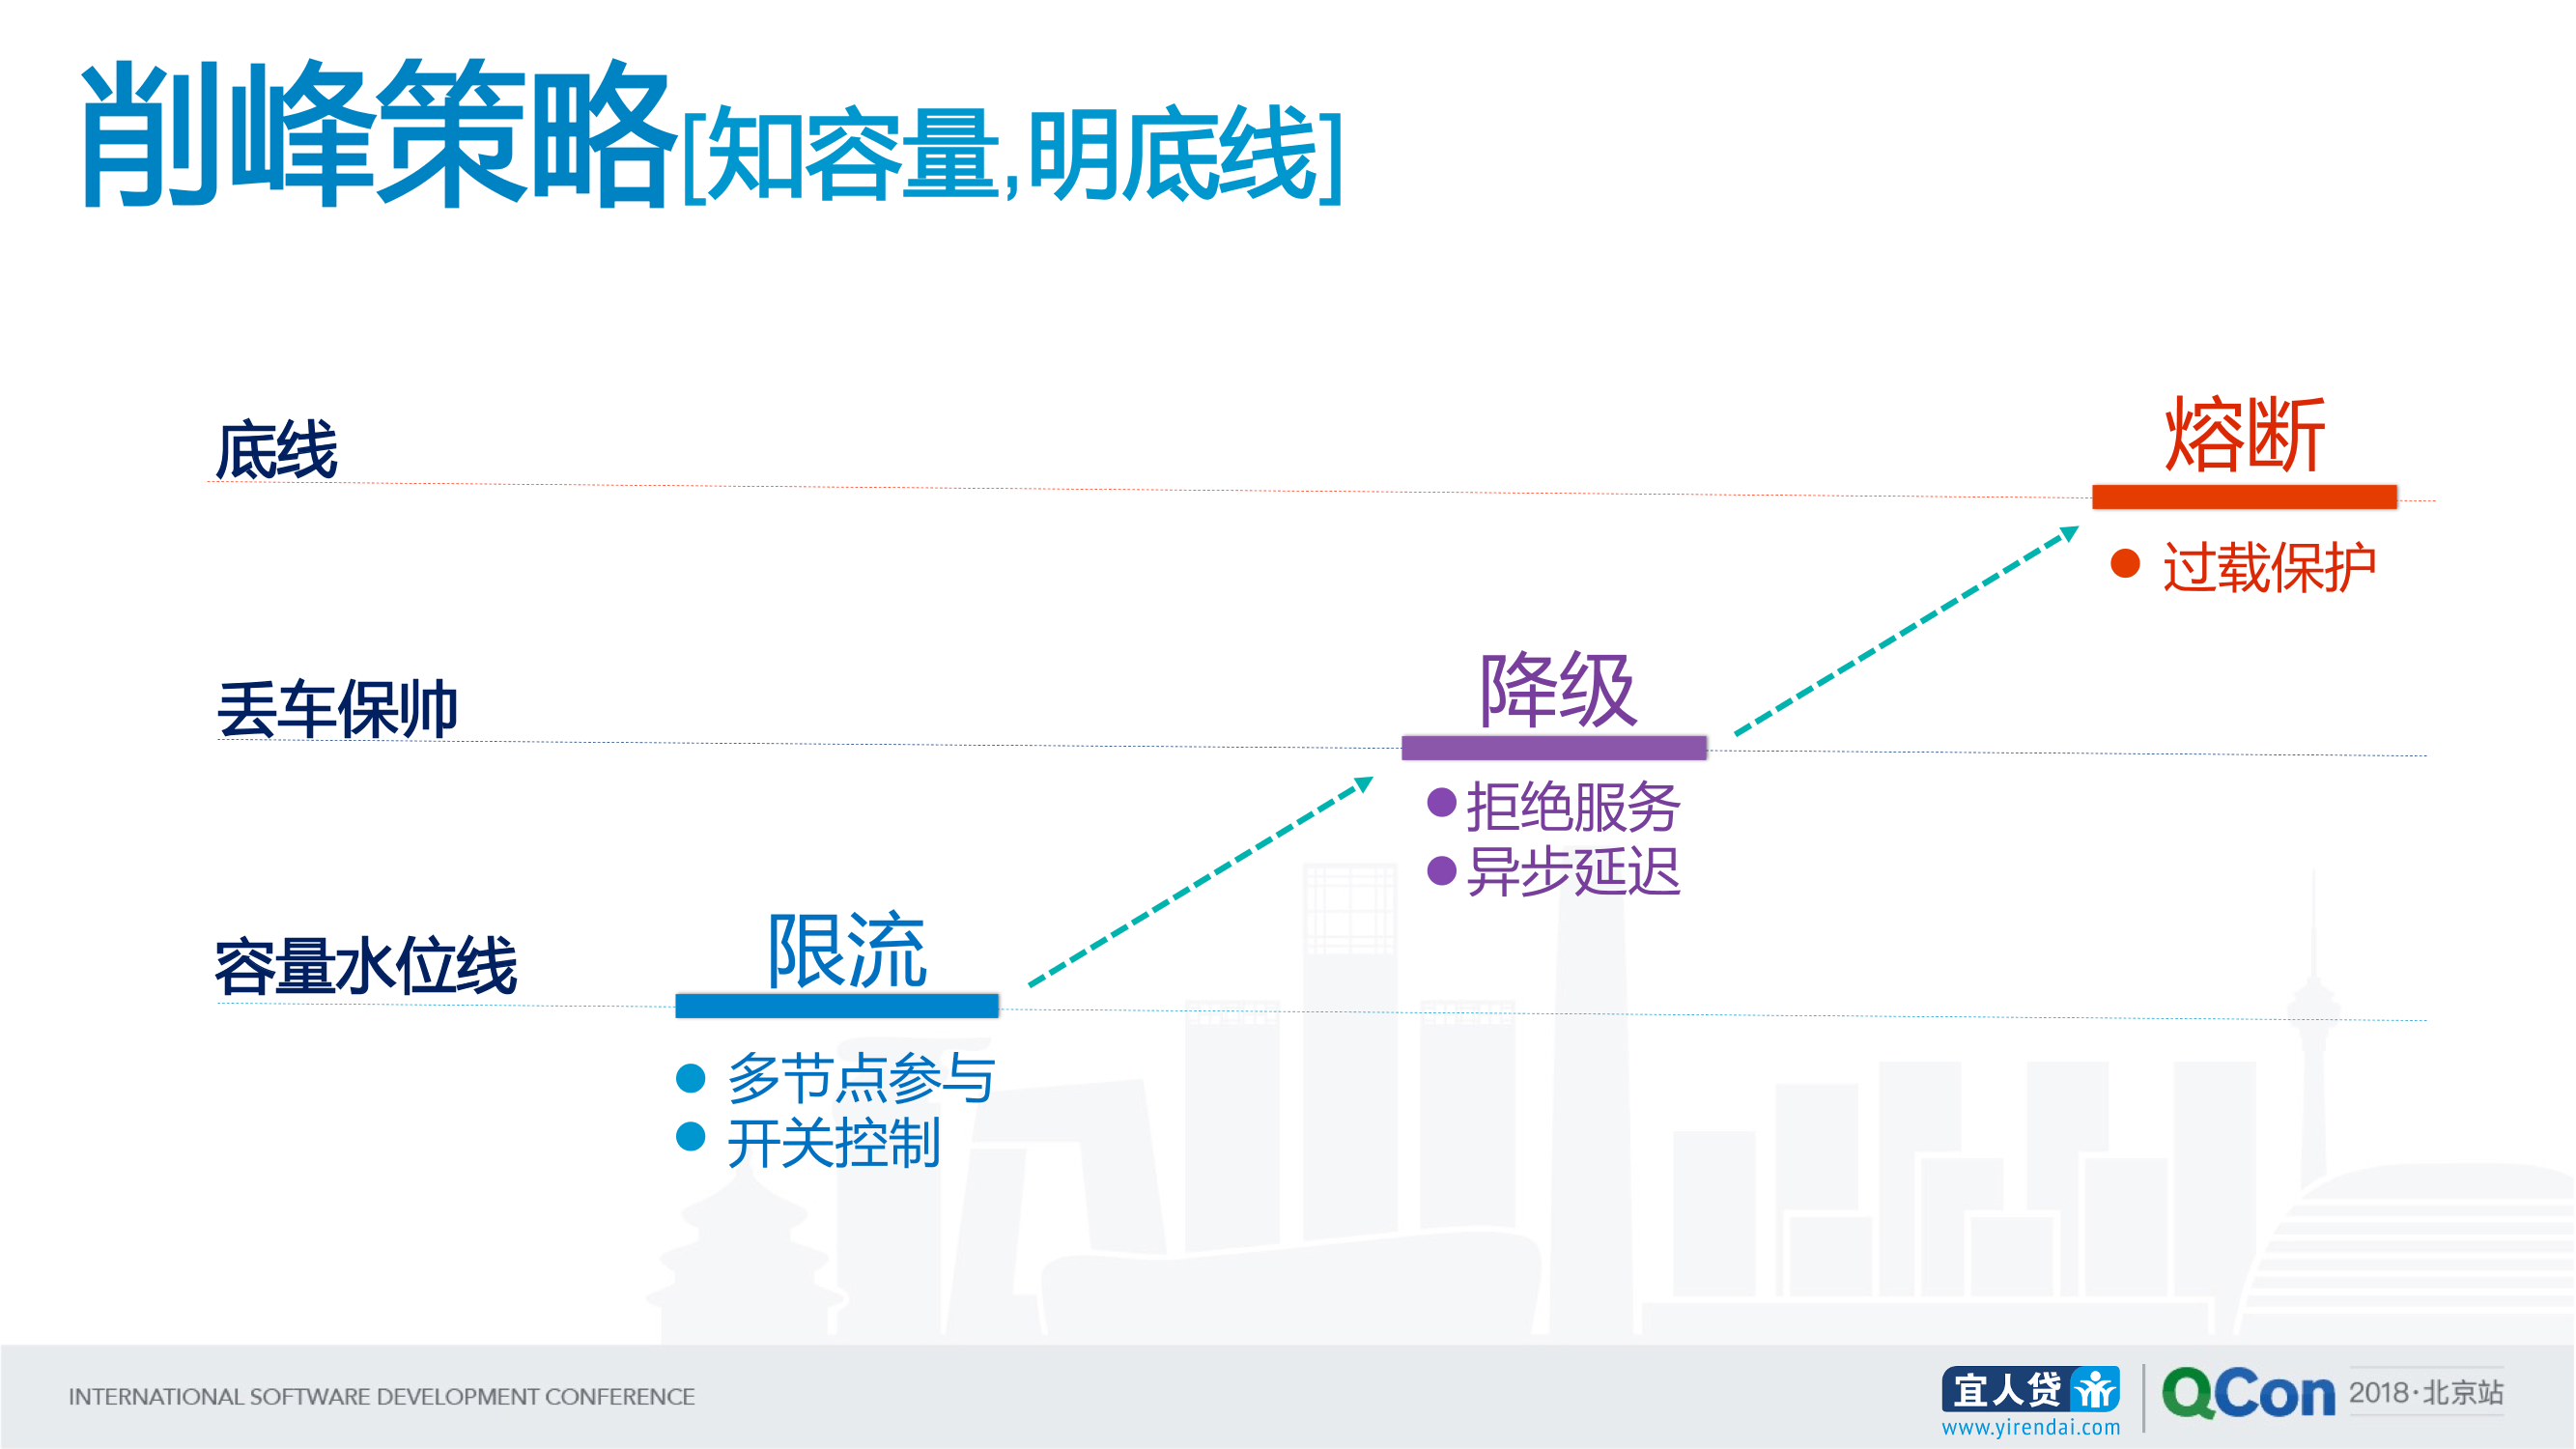 削峰策略[知容量,明底线]
底线
熔断
过载保护
丢车保帅
降级
拒绝服务
异步延迟
容量水位线
限流
多节点参与
开关控制
INTERNATIONAL SOFTWARE DEVELOPMENT CONFERENCE
宜人贷
www.yirendai.com
QCon
2018·北京站